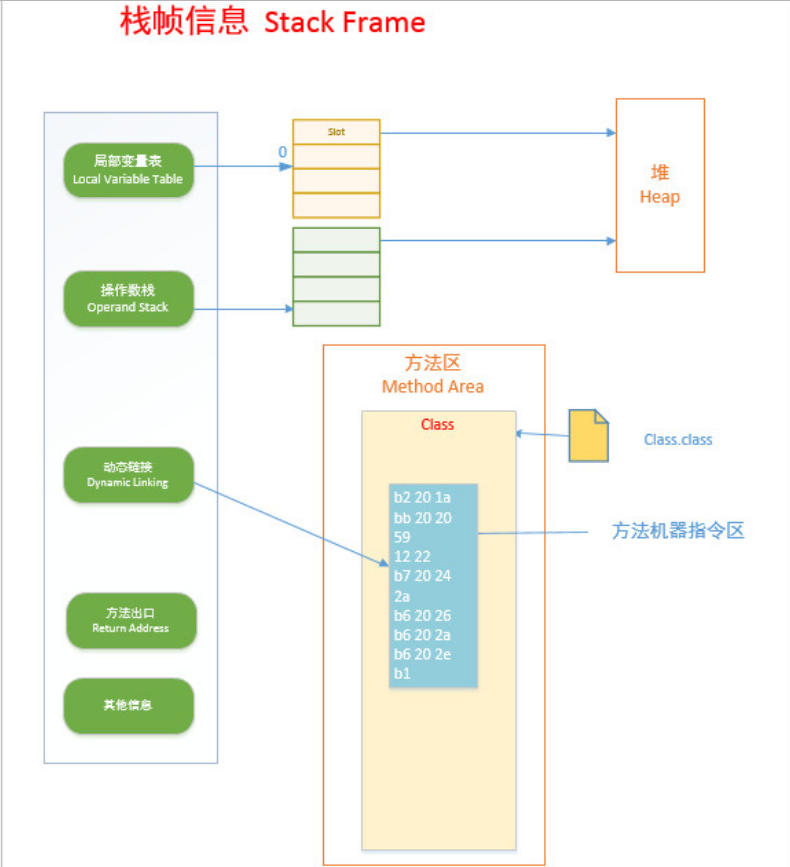 栈帧信息 Stack Frame
局部变量表
Local Variable Table
0
Slot
堆
Heap
操作数栈
Operand Stack
方法区
Method Area
Class
Class.class
动态链接
Dynamic Linking
b2 20 1a
bb 20 20
59
12 22
b7 20 24
2a
b6 20 26
b6 20 2a
b6 20 2e
b1
方法机器指令区
方法出口
Return Address
其他信息